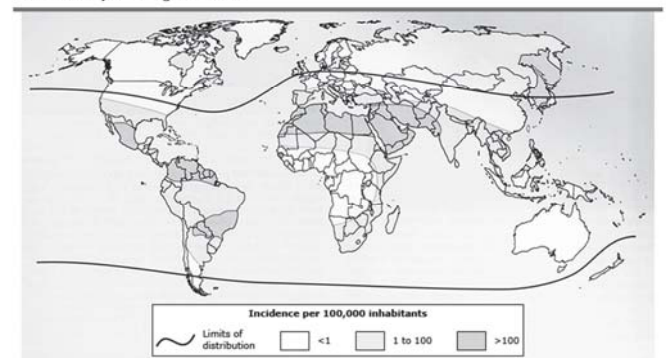 Incidence per 100,000 inhabitants
Limits of
distribution
<1
1 to 100
>100